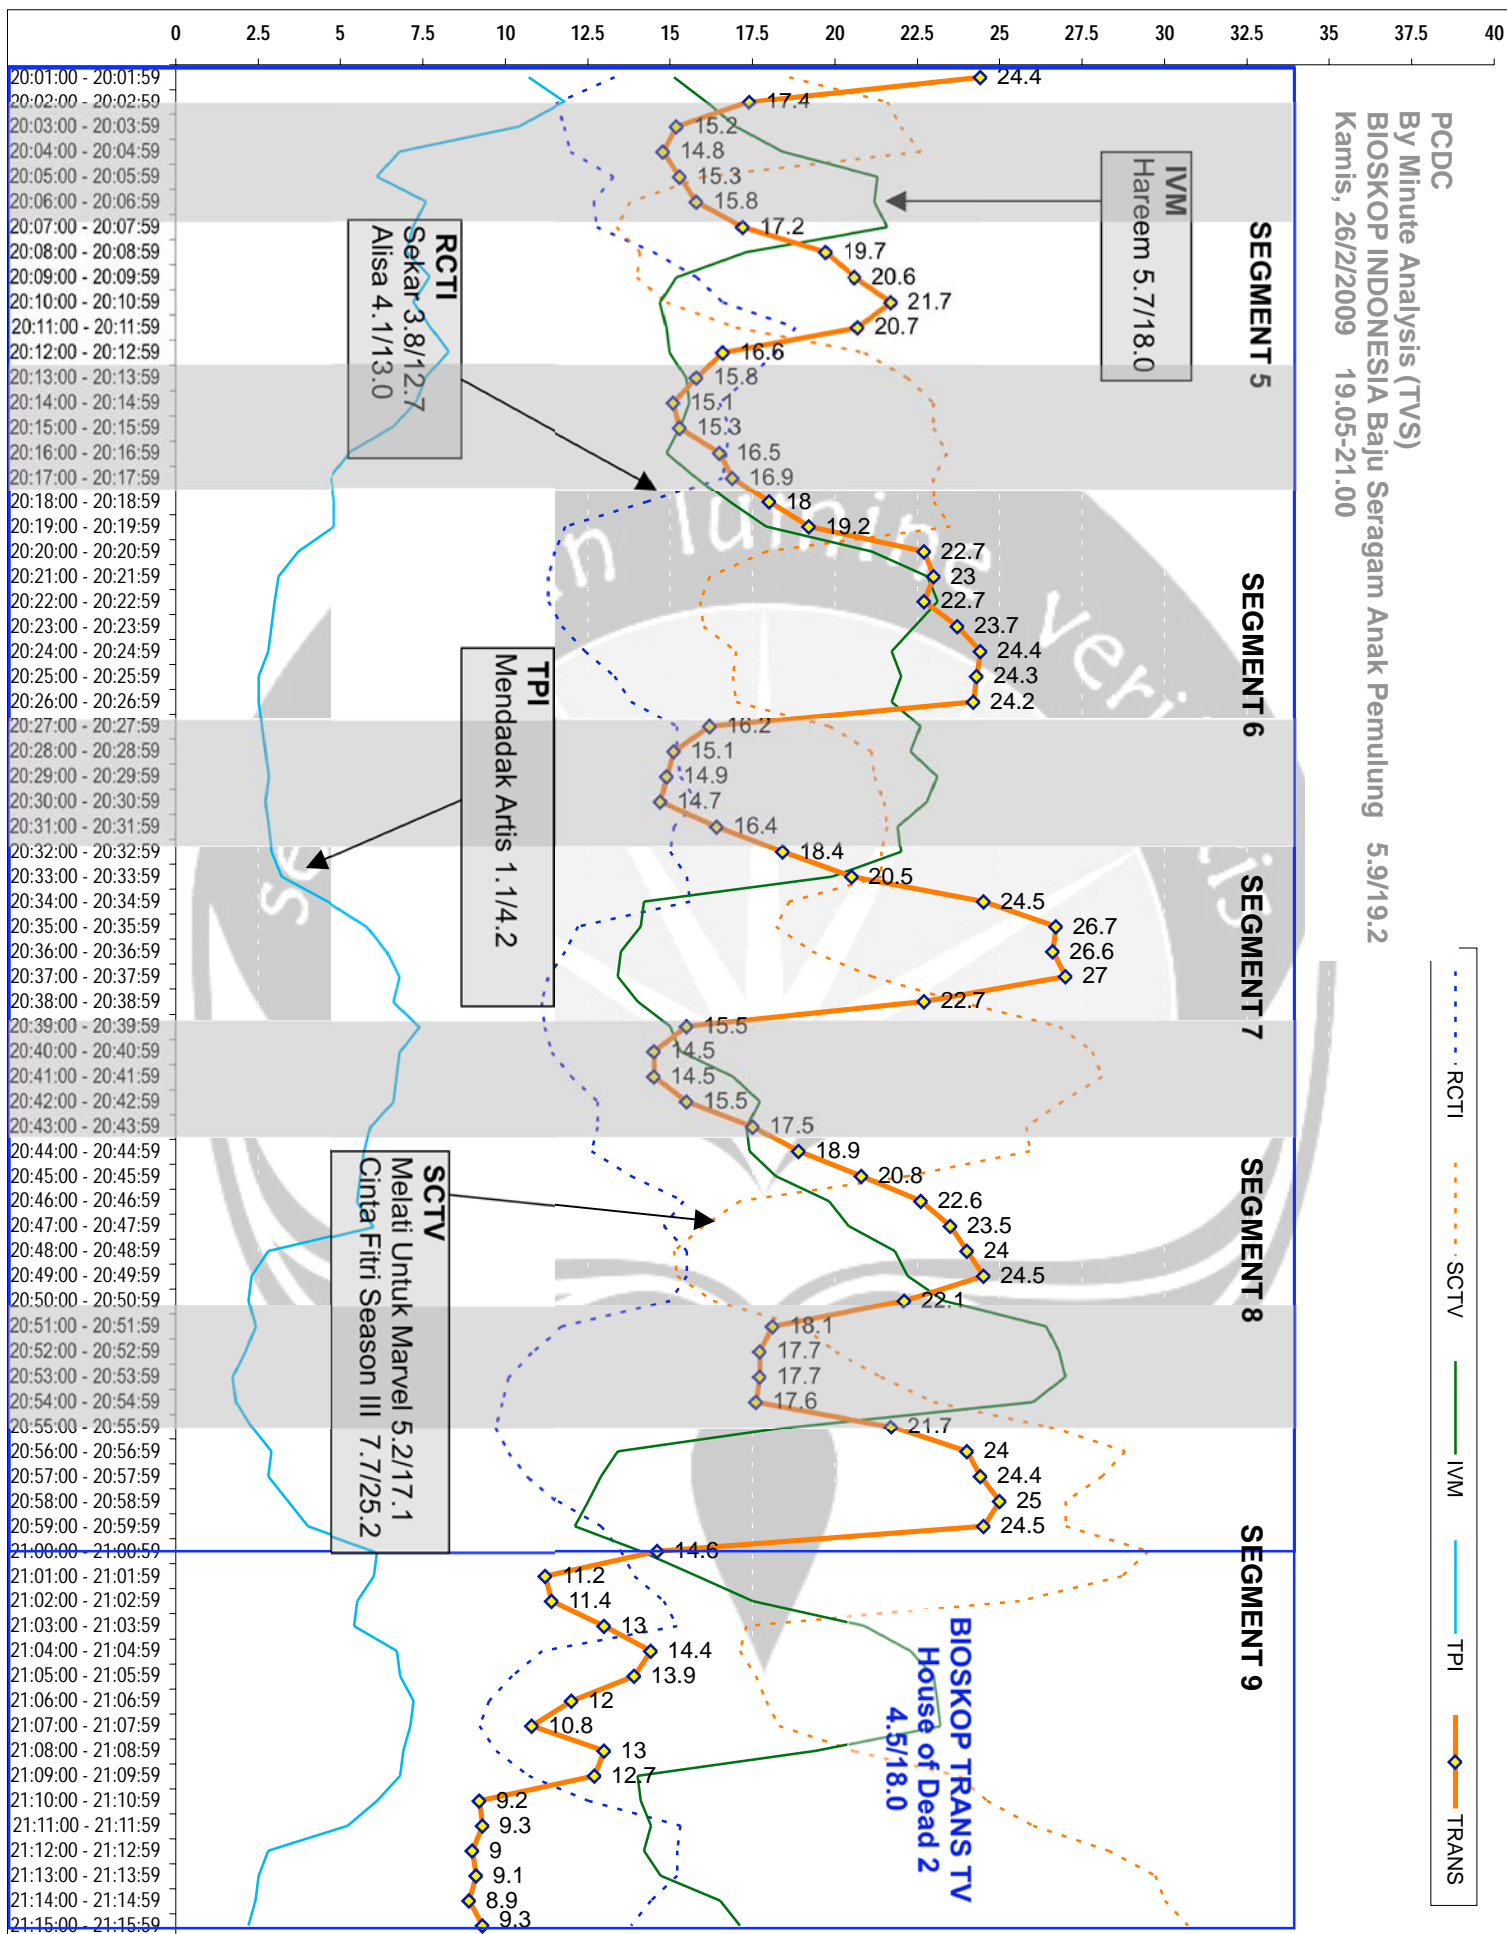 PCDC
By Minute Analysis (TVS)
BIOSKOP INDONESIA Baju Seragam Anak Pemulung 5.9/19.2
Kamis, 26/2/2009 19.05-21.00
RCTI
SCTV
IVM
TPI
TRANS
0 2.5 5 7.5 10 12.5 15 17.5 20 22.5 25 27.5 30 32.5 35 37.5 40
SEGMENT 5
SEGMENT 6
SEGMENT 7
SEGMENT 8
SEGMENT 9
IVM
Hareem 5.7/18.0
RCTI
Sekar 3.8/12.7
Alisa 4.1/13.0
TPI
Mendadak Artis 1.1/4.2
SCTV
Melati Untuk Marvel 5.2/17.1
Cinta Fitri Season III 7.7/25.2
BIOSKOP TRANS TV
House of Dead 2
4.5/18.0
20:01:00 - 20:01:59 24.4
20:02:00 - 20:02:59 17.4
20:03:00 - 20:03:59 15.2
20:04:00 - 20:04:59 14.8
20:05:00 - 20:05:59 15.3
20:06:00 - 20:06:59 15.8
20:07:00 - 20:07:59 17.2
20:08:00 - 20:08:59 19.7
20:09:00 - 20:09:59 20.6
20:10:00 - 20:10:59 21.7
20:11:00 - 20:11:59 20.7
20:12:00 - 20:12:59 16.6
20:13:00 - 20:13:59 15.8
20:14:00 - 20:14:59 15.1
20:15:00 - 20:15:59 15.3
20:16:00 - 20:16:59 16.5
20:17:00 - 20:17:59 16.9
20:18:00 - 20:18:59 18
20:19:00 - 20:19:59 19.2
20:20:00 - 20:20:59 22.7
20:21:00 - 20:21:59 23
20:22:00 - 20:22:59 22.7
20:23:00 - 20:23:59 23.7
20:24:00 - 20:24:59 24.4
20:25:00 - 20:25:59 24.3
20:26:00 - 20:26:59 24.2
20:27:00 - 20:27:59 16.2
20:28:00 - 20:28:59 15.1
20:29:00 - 20:29:59 14.9
20:30:00 - 20:30:59 14.7
20:31:00 - 20:31:59 16.4
20:32:00 - 20:32:59 18.4
20:33:00 - 20:33:59 20.5
20:34:00 - 20:34:59 24.5
20:35:00 - 20:35:59 26.7
20:36:00 - 20:36:59 26.6
20:37:00 - 20:37:59 27
20:38:00 - 20:38:59 22.7
20:39:00 - 20:39:59 15.5
20:40:00 - 20:40:59 14.5
20:41:00 - 20:41:59 14.5
20:42:00 - 20:42:59 15.5
20:43:00 - 20:43:59 17.5
20:44:00 - 20:44:59 18.9
20:45:00 - 20:45:59 20.8
20:46:00 - 20:46:59 22.6
20:47:00 - 20:47:59 23.5
20:48:00 - 20:48:59 24
20:49:00 - 20:49:59 24.5
20:50:00 - 20:50:59 22.1
20:51:00 - 20:51:59 18.1
20:52:00 - 20:52:59 17.7
20:53:00 - 20:53:59 17.7
20:54:00 - 20:54:59 17.6
20:55:00 - 20:55:59 21.7
20:56:00 - 20:56:59 24
20:57:00 - 20:57:59 24.4
20:58:00 - 20:58:59 25
20:59:00 - 20:59:59 24.5
21:00:00 - 21:00:59 14.6
21:01:00 - 21:01:59 11.2
21:02:00 - 21:02:59 11.4
21:03:00 - 21:03:59 13
21:04:00 - 21:04:59 14.4
21:05:00 - 21:05:59 13.9
21:06:00 - 21:06:59 12
21:07:00 - 21:07:59 10.8
21:08:00 - 21:08:59 13
21:09:00 - 21:09:59 12.7
21:10:00 - 21:10:59 9.2
21:11:00 - 21:11:59 9.3
21:12:00 - 21:12:59 9
21:13:00 - 21:13:59 9.1
21:14:00 - 21:14:59 8.9
21:15:00 - 21:15:59 9.3
lumine